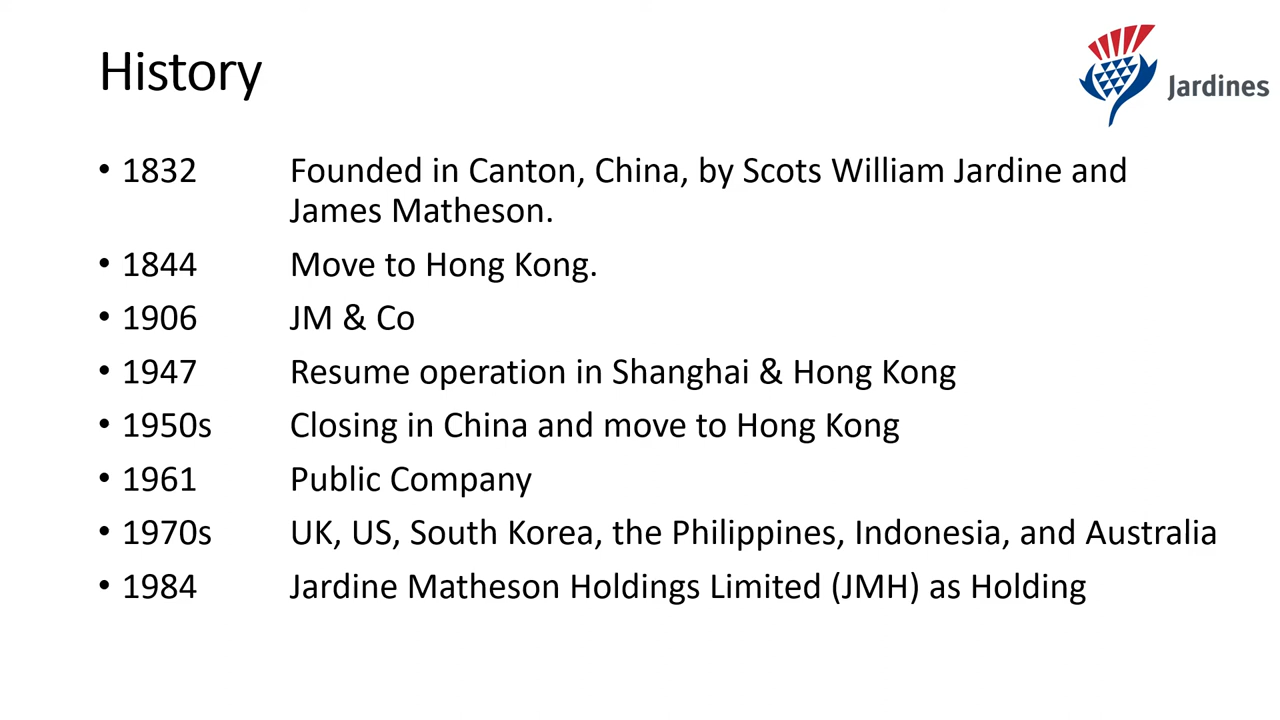 History
Jardines
• 1832 Founded in Canton, China, by Scots William Jardine and
James Matheson.
• 1844 Move to Hong Kong.
• 1906 JM & Co
• 1947 Resume operation in Shanghai & Hong Kong
• 1950s Closing in China and move to Hong Kong
• 1961 Public Company
• 1970s UK, US, South Korea, the Philippines, Indonesia, and Australia
• 1984 Jardine Matheson Holdings Limited (JMH) as Holding